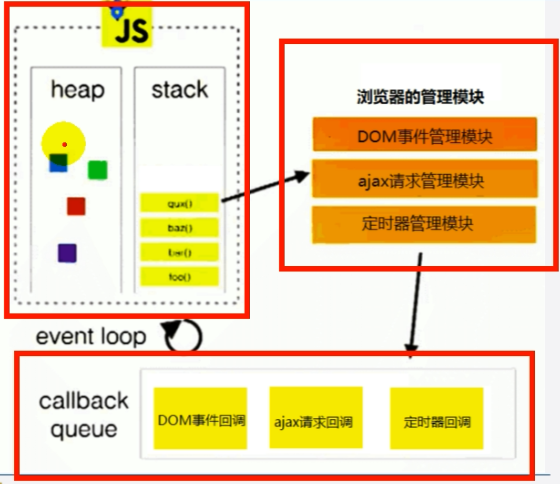 JS
heap
stack
qux()
baz()
bar()
foo()
浏览器的管理模块
DOM事件管理模块
ajax请求管理模块
定时器管理模块
event loop
callback
queue
DOM事件回调
ajax请求回调
定时器回调